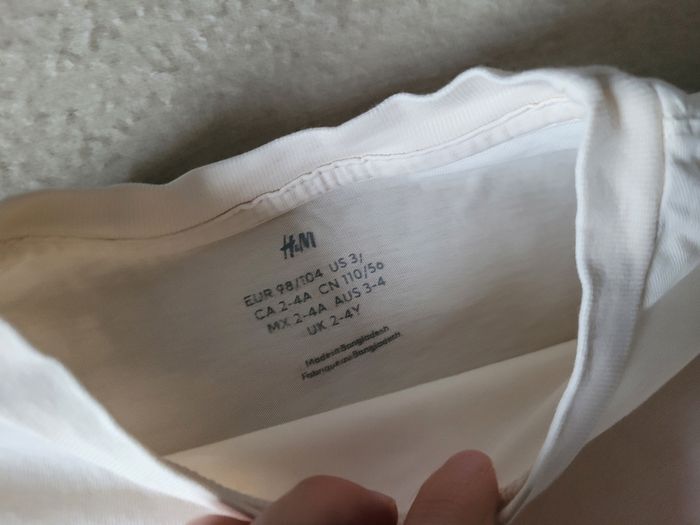 H&M
EUR 98/104 US 3/
CA 2-4A CN 110/56
MX 2-4A AUS 3-4
UK 2-4Y
Made in Bangladesh
Fabriqué au Bangladesh